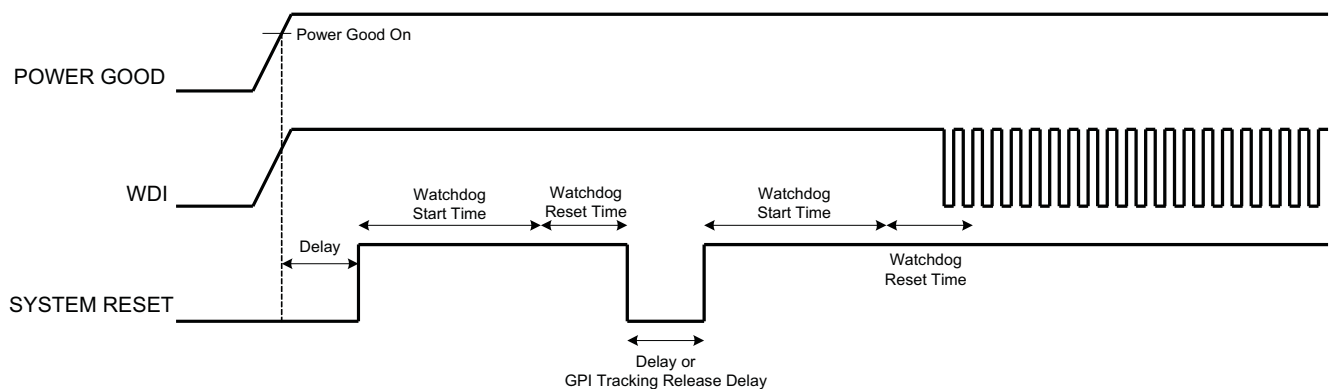 Power Good On
POWER GOOD
WDI
Watchdog
Start Time
Watchdog
Reset Time
Watchdog
Start Time
Delay
Watchdog
Reset Time
SYSTEM RESET
Delay or
GPI Tracking Release Delay